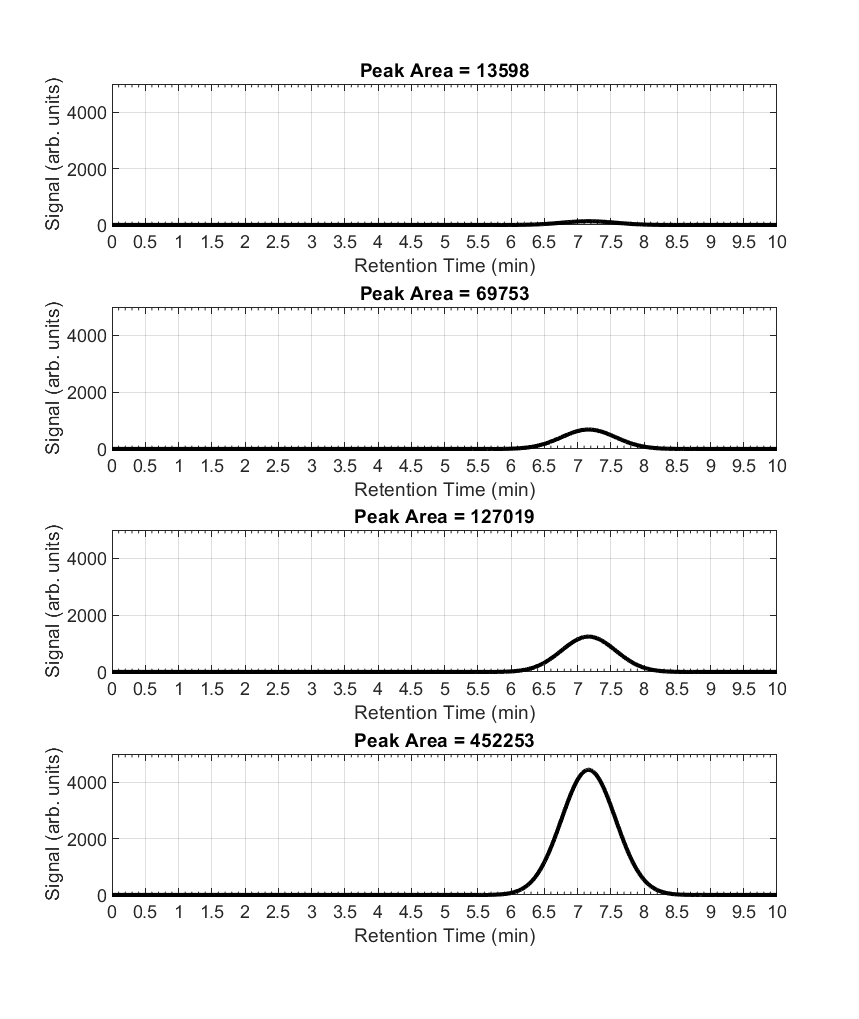 Peak Area = 13598
Signal (arb. units)
4000
2000
0
0 0.5 1 1.5 2 2.5 3 3.5 4 4.5 5 5.5 6 6.5 7 7.5 8 8.5 9 9.5 10
Retention Time (min)
Peak Area = 69753
Signal (arb. units)
4000
2000
0
0 0.5 1 1.5 2 2.5 3 3.5 4 4.5 5 5.5 6 6.5 7 7.5 8 8.5 9 9.5 10
Retention Time (min)
Peak Area = 127019
Signal (arb. units)
4000
2000
0
0 0.5 1 1.5 2 2.5 3 3.5 4 4.5 5 5.5 6 6.5 7 7.5 8 8.5 9 9.5 10
Retention Time (min)
Peak Area = 452253
Signal (arb. units)
4000
2000
0
0 0.5 1 1.5 2 2.5 3 3.5 4 4.5 5 5.5 6 6.5 7 7.5 8 8.5 9 9.5 10
Retention Time (min)